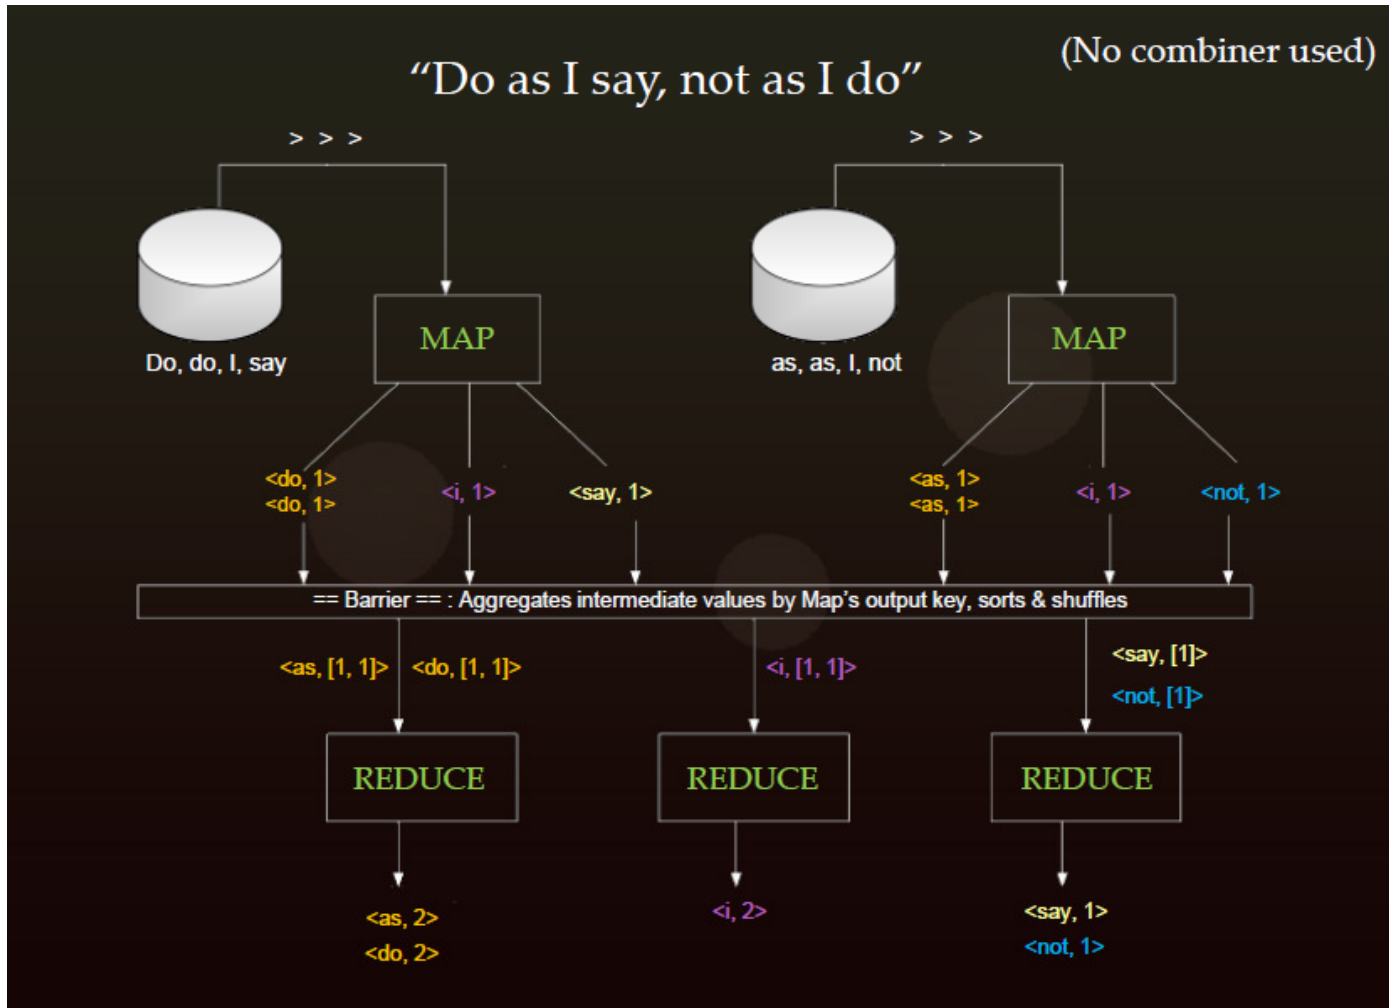 (No combiner used)
“Do as I say, not as I do”
> > >
> > >
MAP
MAP
Do, do, I, say
as, as, I, not
<do, 1>
<do, 1>
<i, 1>
<say, 1>
<as, 1>
<as, 1>
<i, 1>
<not, 1>
== Barrier == : Aggregates intermediate values by Map’s output key, sorts & shuffles
<as, [1, 1]>
<do, [1, 1]>
<i, [1, 1]>
<say, [1]>
<not, [1]>
REDUCE
REDUCE
REDUCE
<as, 2>
<do, 2>
<i, 2>
<say, 1>
<not, 1>